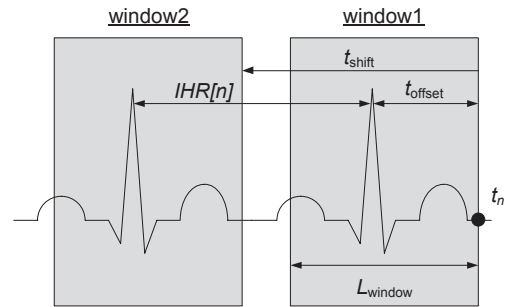 window2 window1
t_shift
IHR[n] t_offset
t_n
L_window